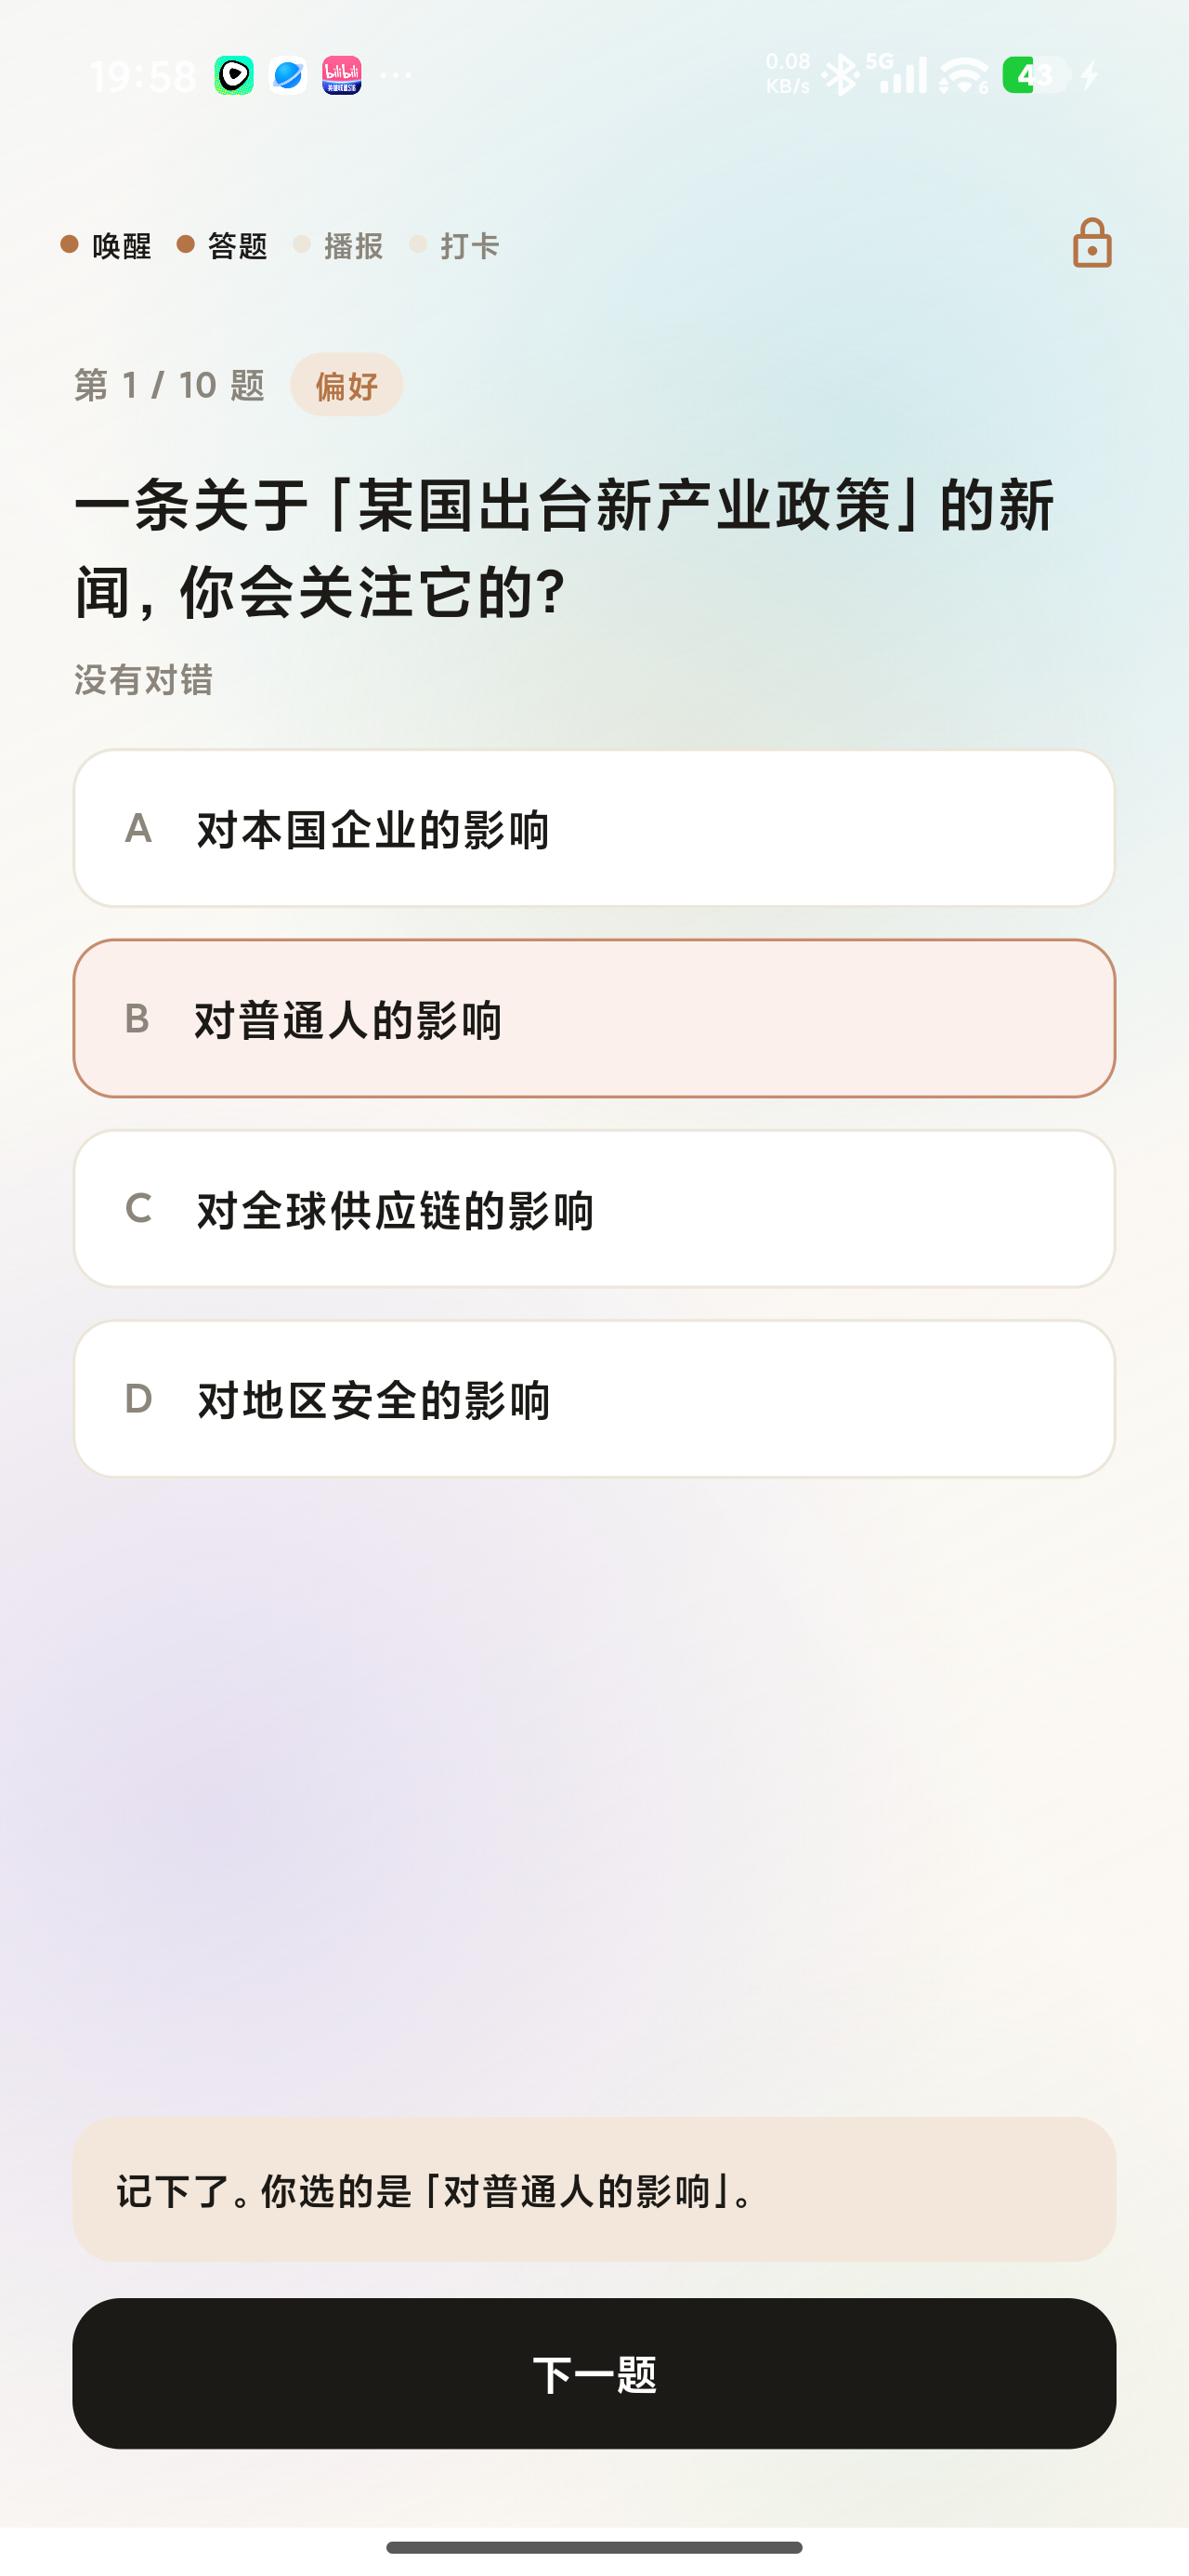 19:58
bilibili
0.08 KB/s
5G
6
43
唤醒 答题 播报 打卡
第 1 / 10 题 偏好
一条关于「某国出台新产业政策」的新
闻，你会关注它的?
没有对错
A 对本国企业的影响
B 对普通人的影响
C 对全球供应链的影响
D 对地区安全的影响
记下了。你选的是「对普通人的影响」。
下一题